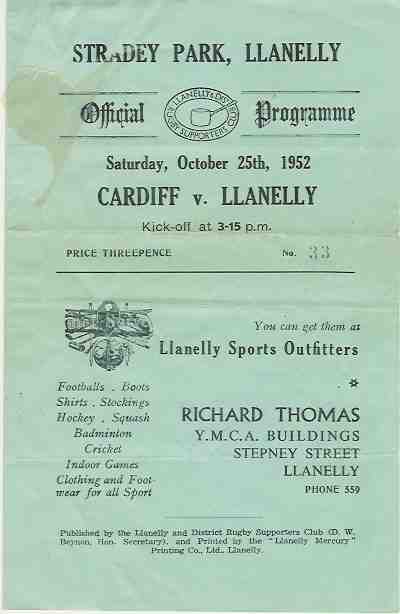 STRADEY PARK, LLANELLY
Official Programme
LLANELLY & DISTRICT
RUGBY SUPPORTERS CLUB
Saturday, October 25th, 1952
CARDIFF v. LLANELLY
Kick-off at 3-15 p.m.
PRICE THREEPENCE No. 33
You can get them at
Llanelly Sports Outfitters
Footballs . Boots
Shirts . Stockings
Hockey . Squash
Badminton
Cricket
Indoor Games
Clothing and Foot-
wear for all Sport
RICHARD THOMAS
Y.M.C.A. BUILDINGS
STEPNEY STREET
LLANELLY
PHONE 559
Published by the Llanelly and District Rugby Supporters Club (D. W.
Beynon, Hon. Secretary), and Printed by the "Llanelly Mercury"
Printing Co., Ltd., Llanelly.